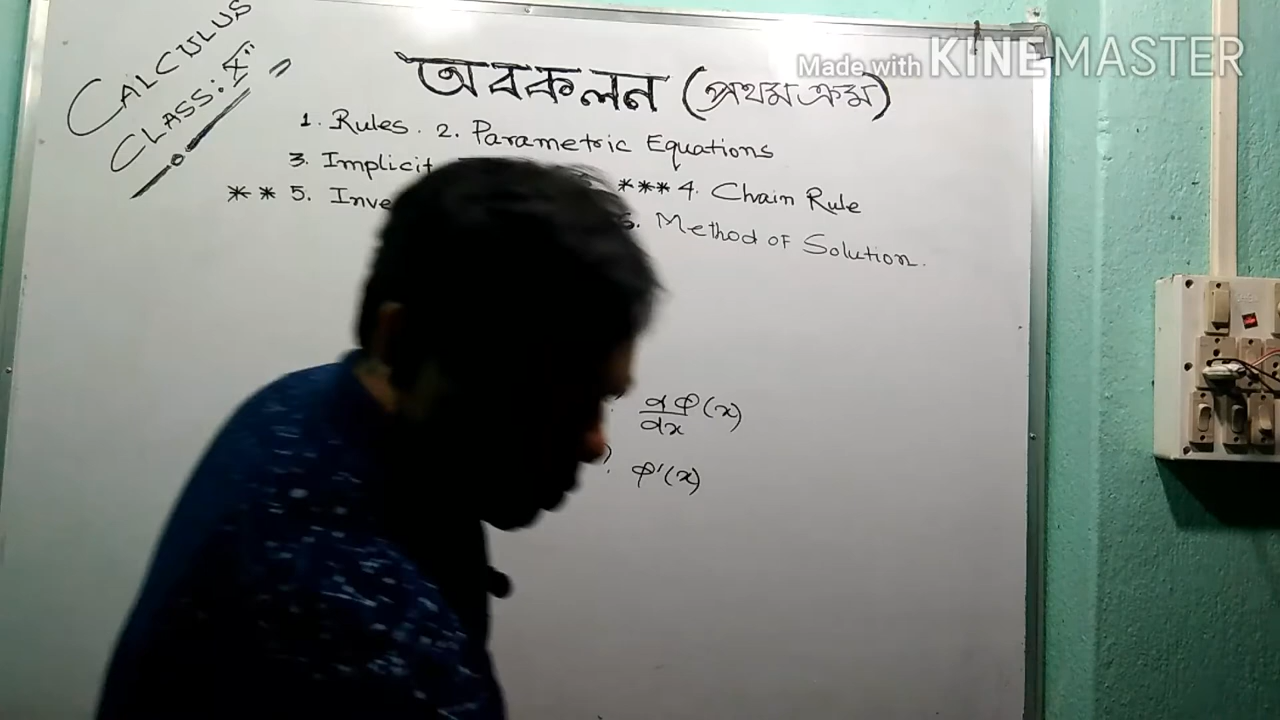 CALCULUS
CLASS: X"
Made with KINEMASTER
অবকলন (প্রথম ক্রম)
1. Rules. 2. Parametric Equations
3. Implicit *** 4. Chain Rule
** 5. Inve 6. Method of Solution.
dφ(x)
dx
φ'(x)